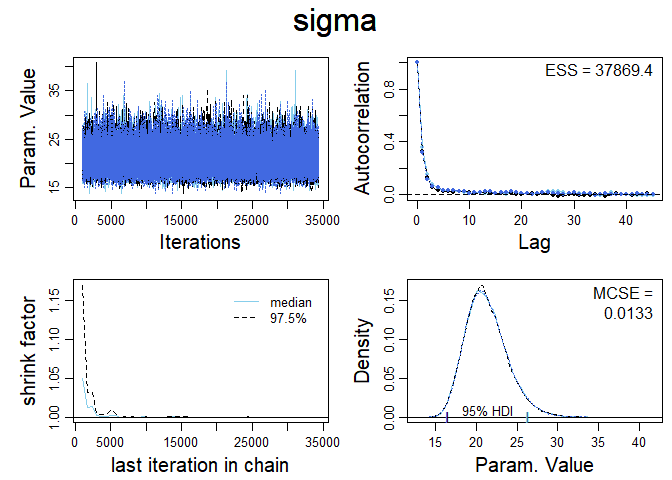 sigma
Param. Value
15
25
35
0
5000
15000
25000
35000
Iterations
Autocorrelation
0.0
0.4
0.8
ESS = 37869.4
0
10
20
30
40
Lag
shrink factor
1.00
1.05
1.10
1.15
median
97.5%
0
5000
15000
25000
35000
last iteration in chain
Density
0.00
0.05
0.10
0.15
MCSE =
0.0133
95% HDI
15
20
25
30
35
40
Param. Value